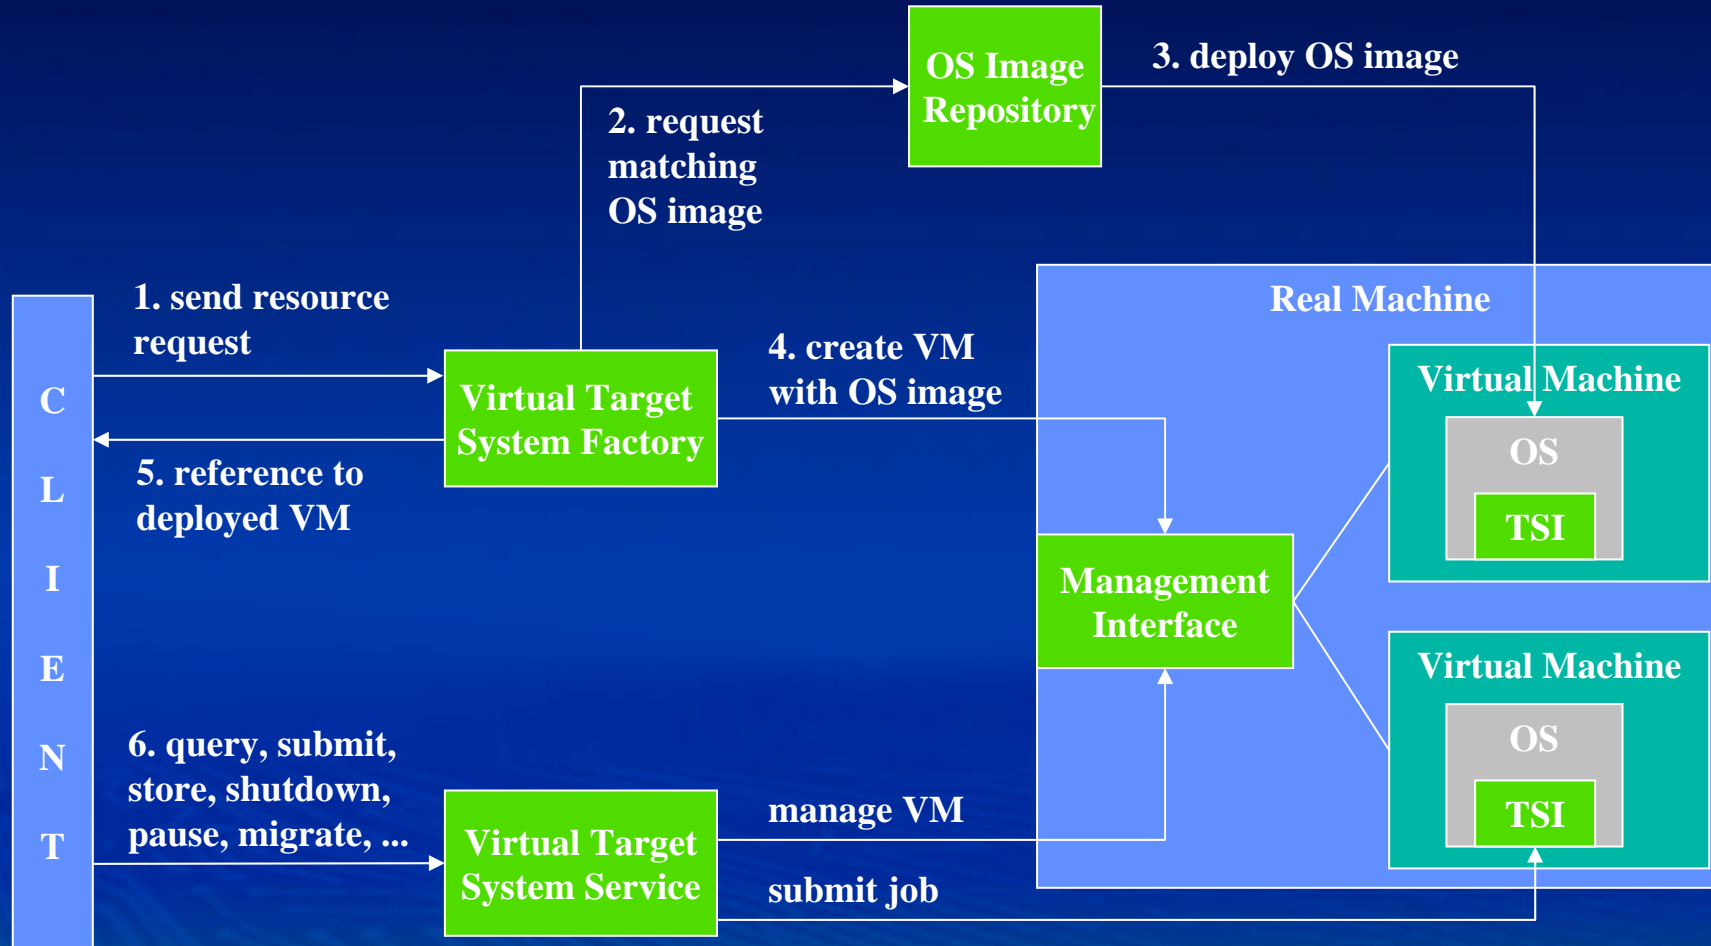 OS Image
Repository
3. deploy OS image
2. request
matching
OS image
1. send resource
request
Real Machine
4. create VM
with OS image
Virtual Target
System Factory
Virtual Machine
OS
TSI
5. reference to
deployed VM
C
L
I
E
N
T
Management
Interface
Virtual Machine
OS
TSI
6. query, submit,
store, shutdown,
pause, migrate, ...
Virtual Target
System Service
manage VM
submit job